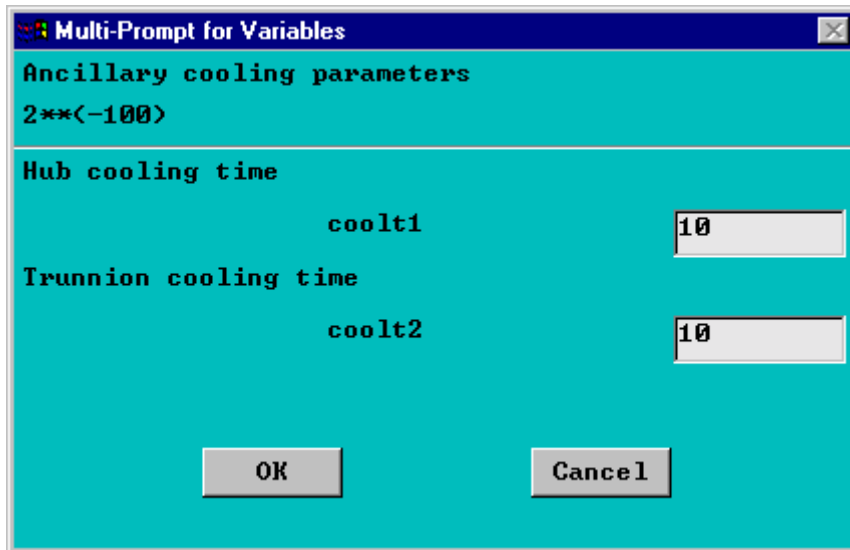 Multi-Prompt for Variables
Ancillary cooling parameters
2**(-100)
Hub cooling time
coolt1 10
Trunnion cooling time
coolt2 10
OK Cancel